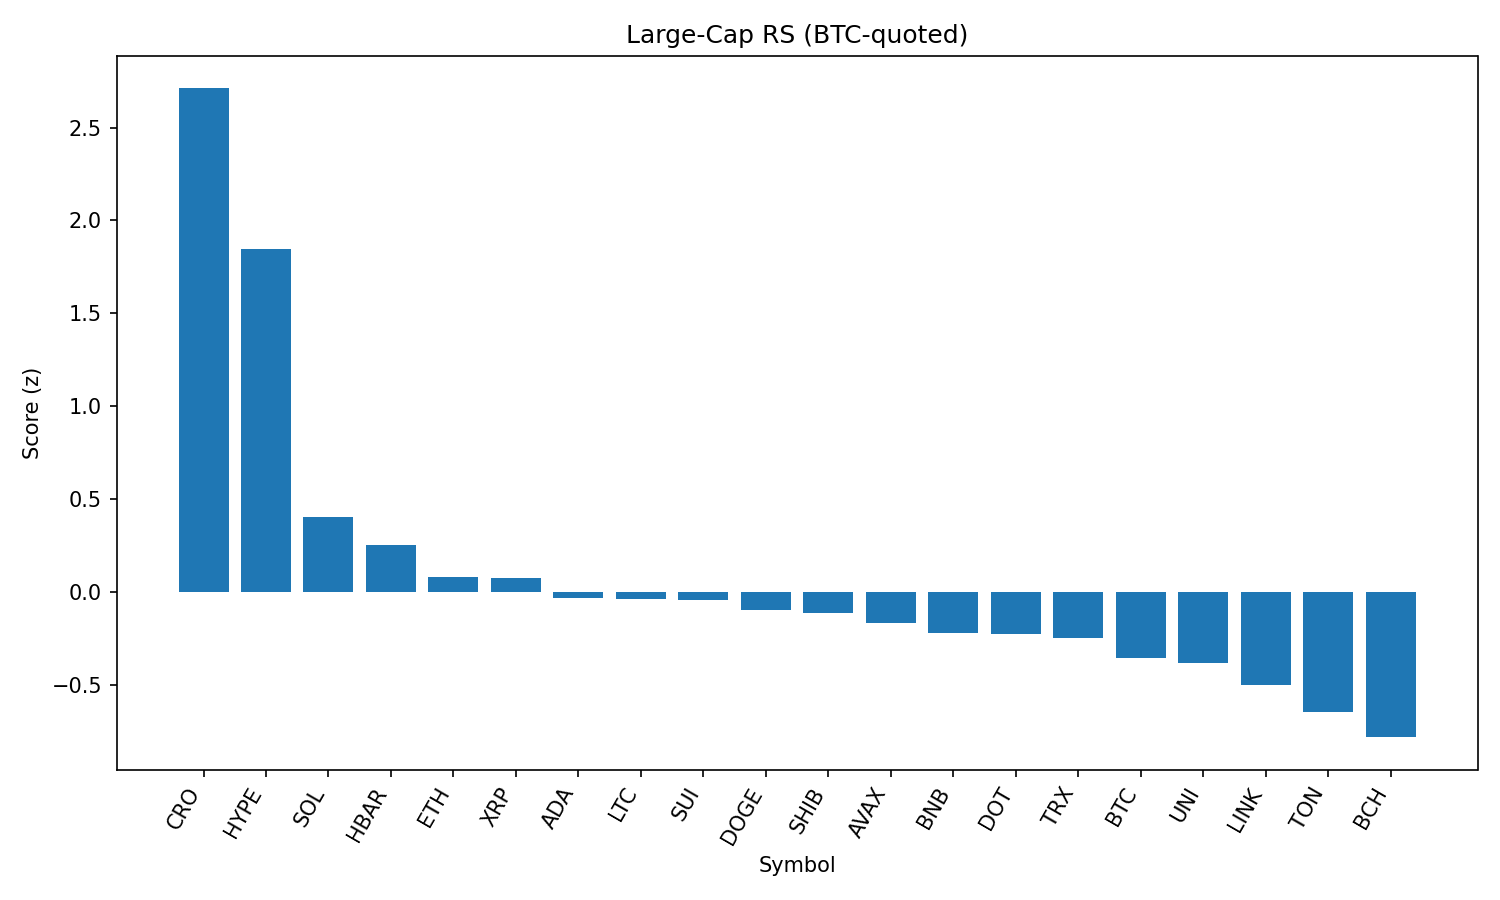 Large-Cap RS (BTC-quoted)
Score (z)
2.5
2.0
1.5
1.0
0.5
0.0
−0.5
CRO
HYPE
SOL
HBAR
ETH
XRP
ADA
LTC
SUI
DOGE
SHIB
AVAX
BNB
DOT
TRX
BTC
UNI
LINK
TON
BCH
Symbol